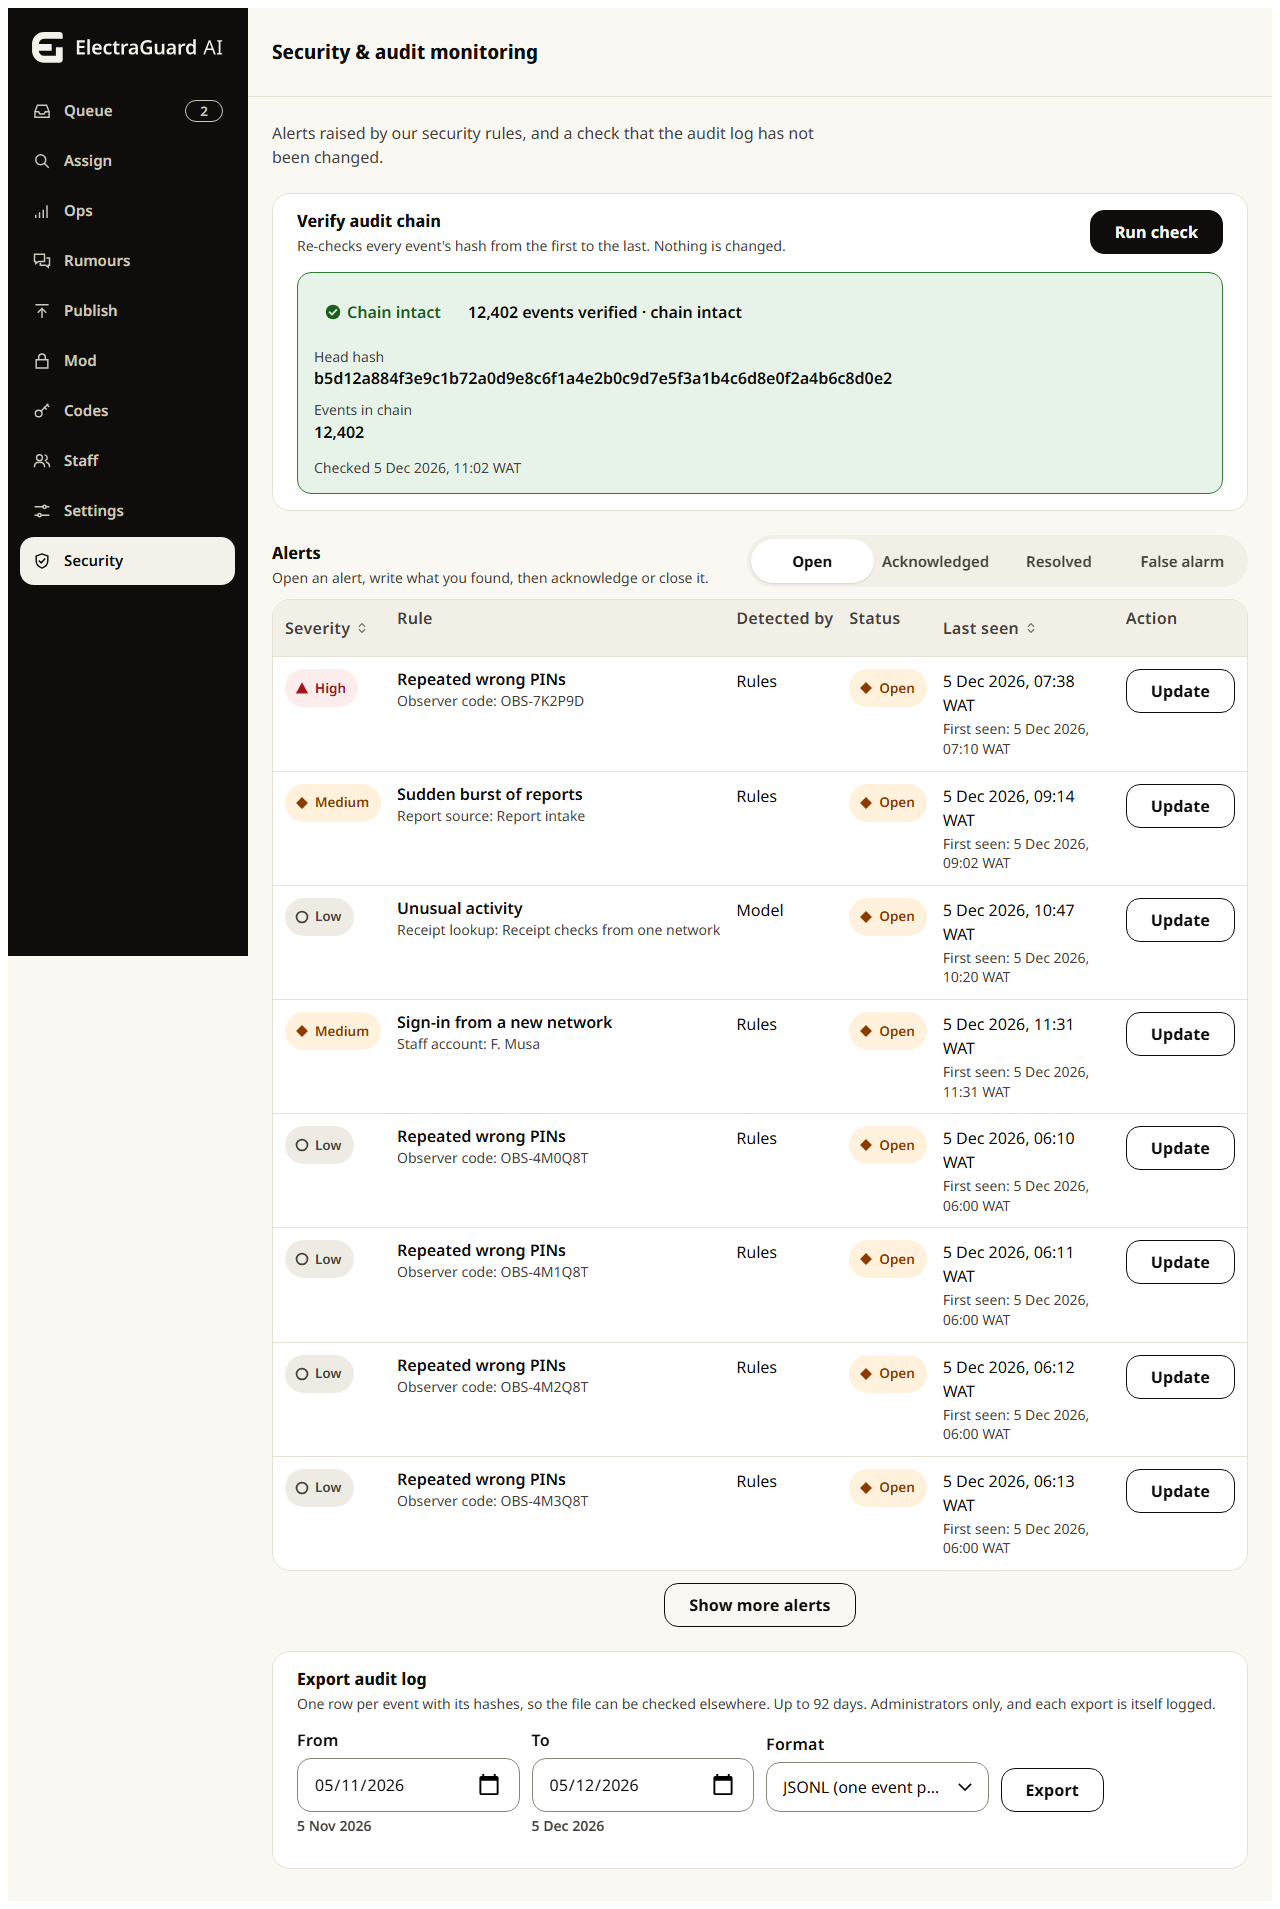 ElectraGuard AI
Queue 2
Assign
Ops
Rumours
Publish
Mod
Codes
Staff
Settings
Security
Security & audit monitoring
Alerts raised by our security rules, and a check that the audit log has not
been changed.
Verify audit chain
Re-checks every event's hash from the first to the last. Nothing is changed.
Run check
Chain intact 12,402 events verified · chain intact
Head hash
b5d12a884f3e9c1b72a0d9e8c6f1a4e2b0c9d7e5f3a1b4c6d8e0f2a4b6c8d0e2
Events in chain
12,402
Checked 5 Dec 2026, 11:02 WAT
Alerts
Open an alert, write what you found, then acknowledge or close it.
Open Acknowledged Resolved False alarm
Severity Rule Detected by Status Last seen Action
High Repeated wrong PINs Rules Open 5 Dec 2026, 07:38 WAT Update
Observer code: OBS-7K2P9D
First seen: 5 Dec 2026, 07:10 WAT
Medium Sudden burst of reports Rules Open 5 Dec 2026, 09:14 WAT Update
Report source: Report intake
First seen: 5 Dec 2026, 09:02 WAT
Low Unusual activity Model Open 5 Dec 2026, 10:47 WAT Update
Receipt lookup: Receipt checks from one network
First seen: 5 Dec 2026, 10:20 WAT
Medium Sign-in from a new network Rules Open 5 Dec 2026, 11:31 WAT Update
Staff account: F. Musa
First seen: 5 Dec 2026, 11:31 WAT
Low Repeated wrong PINs Rules Open 5 Dec 2026, 06:10 WAT Update
Observer code: OBS-4M0Q8T
First seen: 5 Dec 2026, 06:00 WAT
Low Repeated wrong PINs Rules Open 5 Dec 2026, 06:11 WAT Update
Observer code: OBS-4M1Q8T
First seen: 5 Dec 2026, 06:00 WAT
Low Repeated wrong PINs Rules Open 5 Dec 2026, 06:12 WAT Update
Observer code: OBS-4M2Q8T
First seen: 5 Dec 2026, 06:00 WAT
Low Repeated wrong PINs Rules Open 5 Dec 2026, 06:13 WAT Update
Observer code: OBS-4M3Q8T
First seen: 5 Dec 2026, 06:00 WAT
Show more alerts
Export audit log
One row per event with its hashes, so the file can be checked elsewhere. Up to 92 days. Administrators only, and each export is itself logged.
From To Format
05/11/2026 05/12/2026 JSONL (one event p... Export
5 Nov 2026 5 Dec 2026